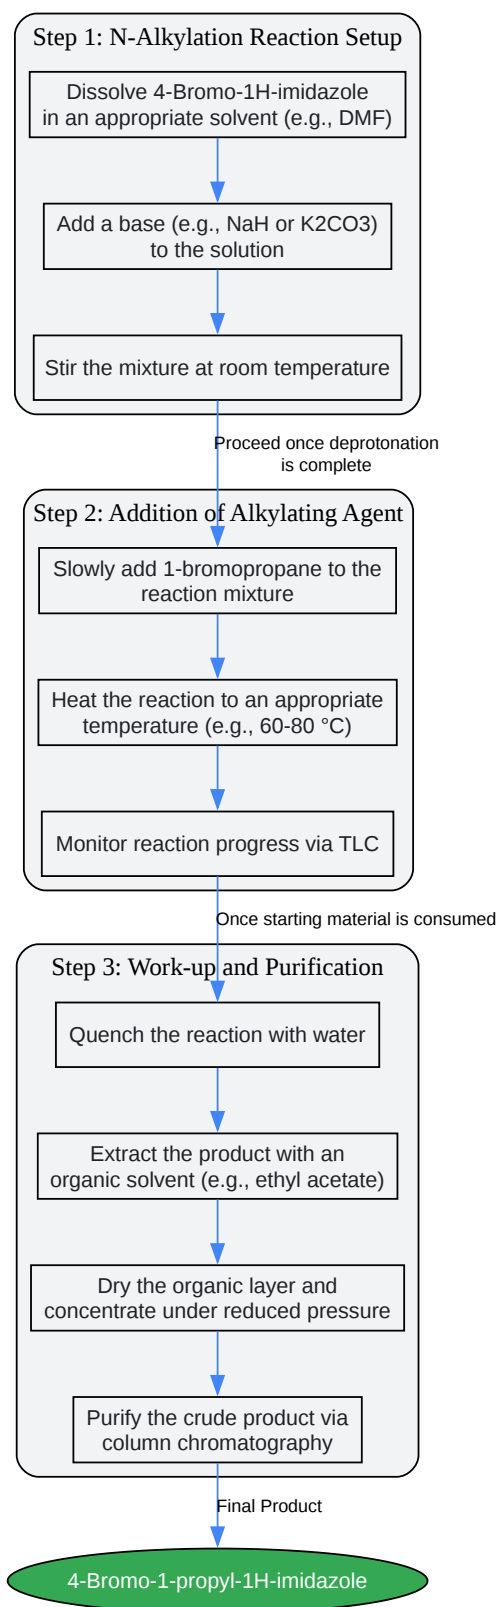 Step 1: N-Alkylation Reaction Setup
Dissolve 4-Bromo-1H-imidazole
in an appropriate solvent (e.g., DMF)
Add a base (e.g., NaH or K2CO3)
to the solution
Stir the mixture at room temperature
Proceed once deprotonation
is complete
Step 2: Addition of Alkylating Agent
Slowly add 1-bromopropane to the
reaction mixture
Heat the reaction to an appropriate
temperature (e.g., 60-80 °C)
Monitor reaction progress via TLC
Once starting material is consumed
Step 3: Work-up and Purification
Quench the reaction with water
Extract the product with an
organic solvent (e.g., ethyl acetate)
Dry the organic layer and
concentrate under reduced pressure
Purify the crude product via
column chromatography
Final Product
4-Bromo-1-propyl-1H-imidazole